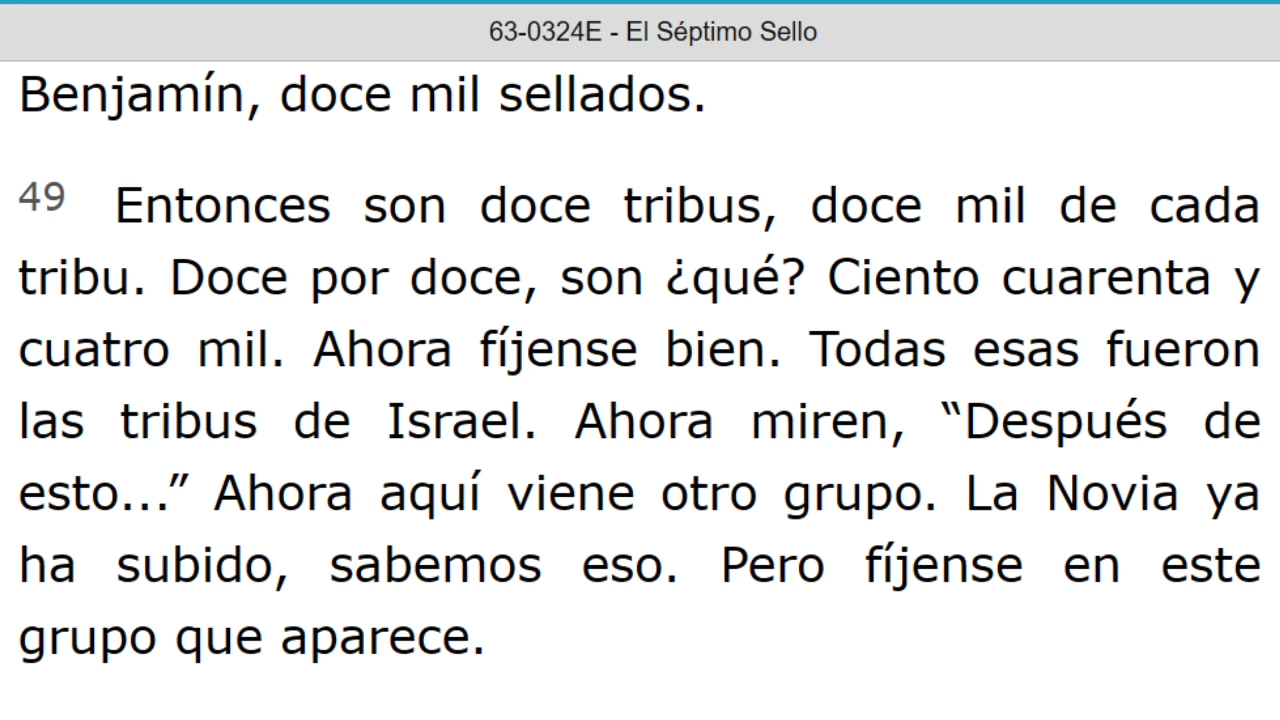 63-0324E - El Séptimo Sello
Benjamín, doce mil sellados.
49 Entonces son doce tribus, doce mil de cada
tribu. Doce por doce, son ¿qué? Ciento cuarenta y
cuatro mil. Ahora fíjense bien. Todas esas fueron
las tribus de Israel. Ahora miren, “Después de
esto...” Ahora aquí viene otro grupo. La Novia ya
ha subido, sabemos eso. Pero fíjense en este
grupo que aparece.